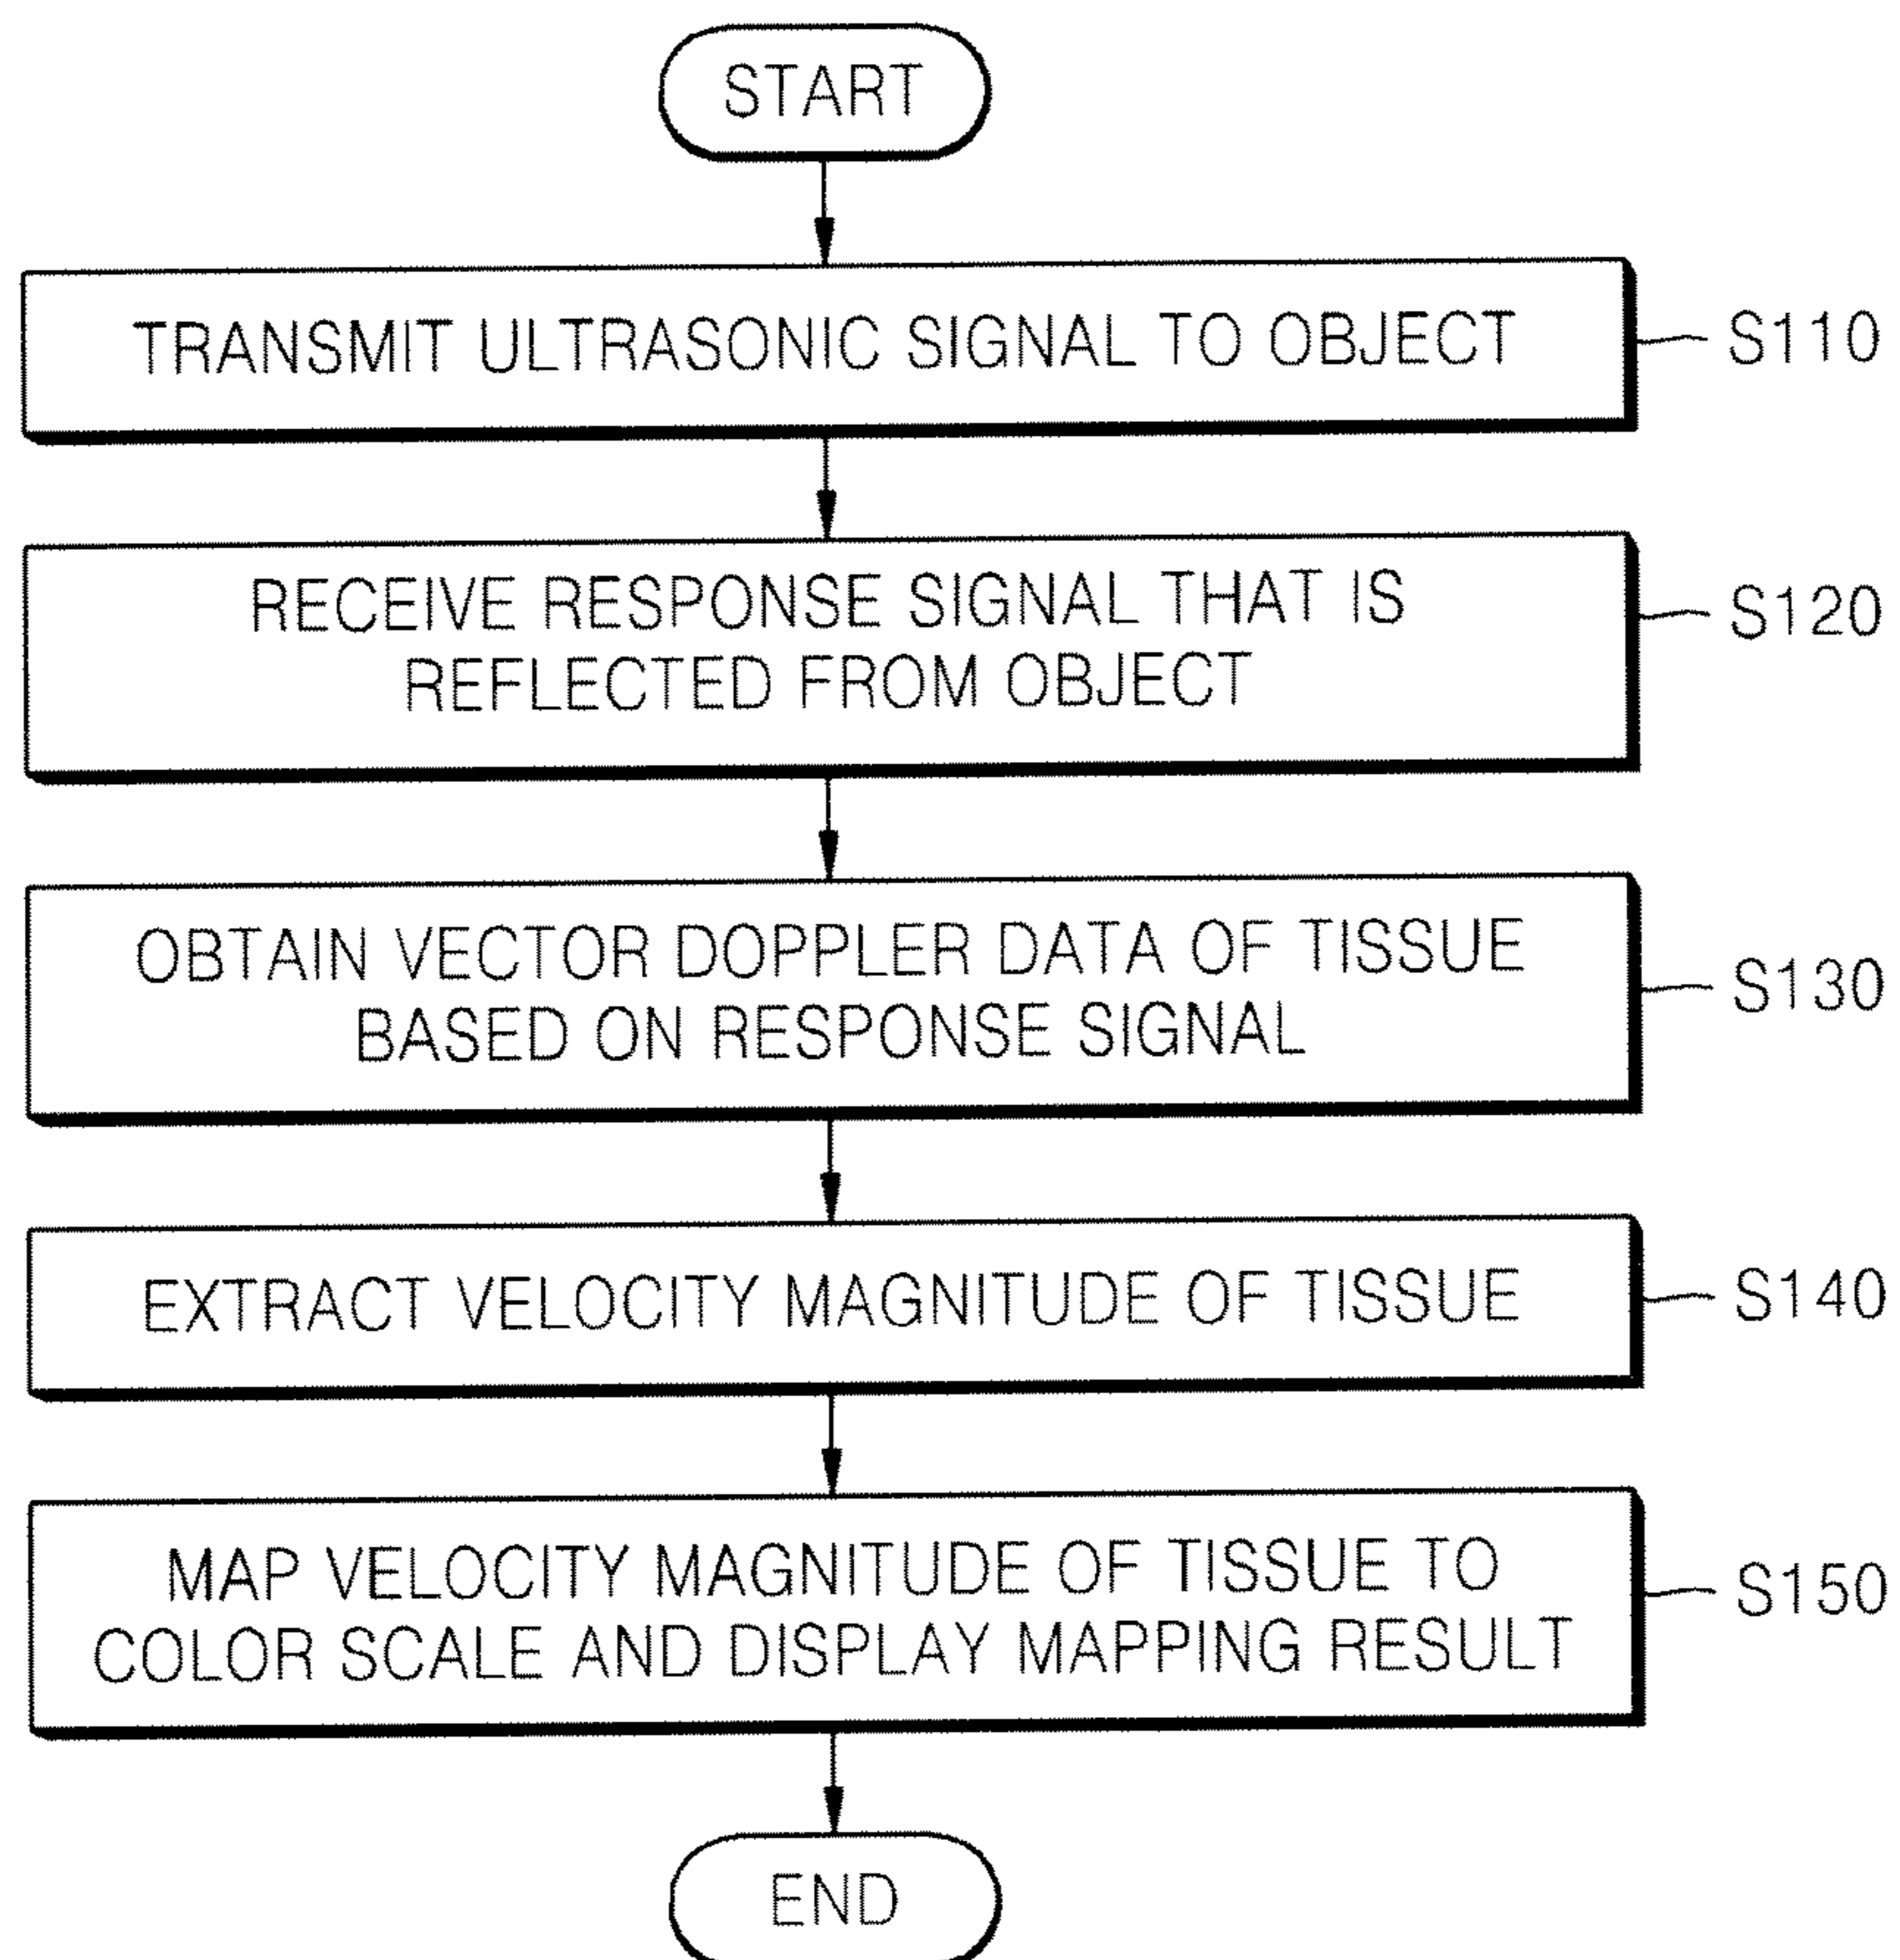 START
TRANSMIT ULTRASONIC SIGNAL TO OBJECT
S110
RECEIVE RESPONSE SIGNAL THAT IS
REFLECTED FROM OBJECT
S120
OBTAIN VECTOR DOPPLER DATA OF TISSUE
BASED ON RESPONSE SIGNAL
S130
EXTRACT VELOCITY MAGNITUDE OF TISSUE
S140
MAP VELOCITY MAGNITUDE OF TISSUE TO
COLOR SCALE AND DISPLAY MAPPING RESULT
S150
END